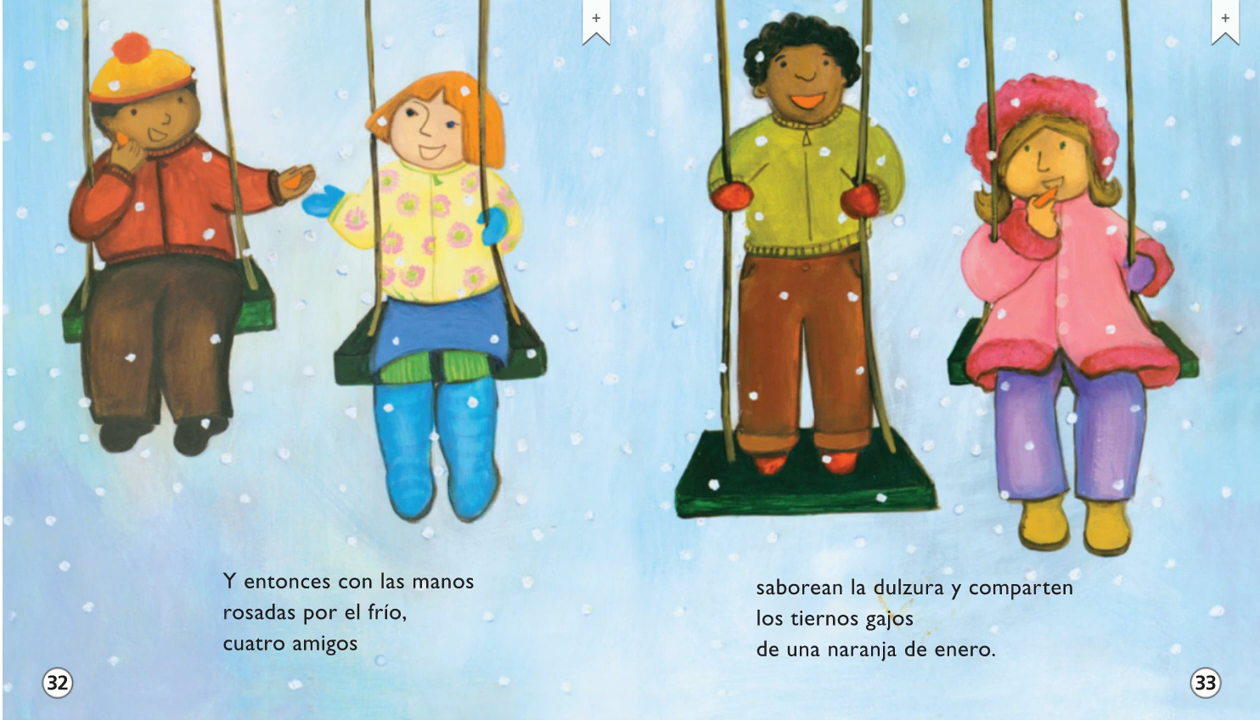 Y entonces con las manos
rosadas por el frío,
cuatro amigos
saborean la dulzura y comparten
los tiernos gajos
de una naranja de enero.
32
33